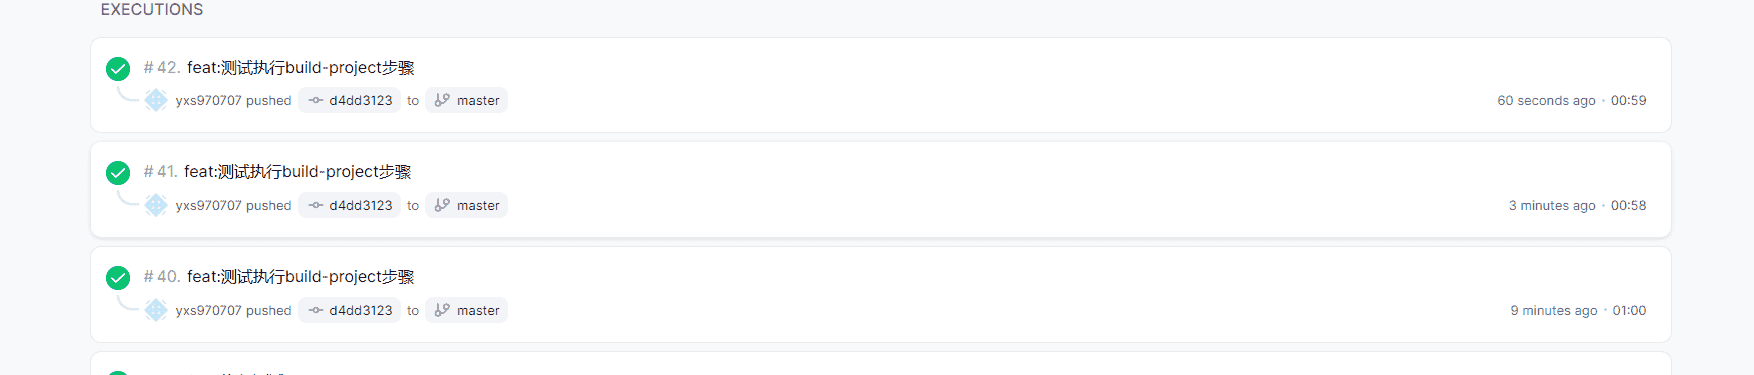 EXECUTIONS
# 42. feat:测试执行build-project步骤
yxs970707 pushed d4dd3123 to master 60 seconds ago · 00:59
# 41. feat:测试执行build-project步骤
yxs970707 pushed d4dd3123 to master 3 minutes ago · 00:58
# 40. feat:测试执行build-project步骤
yxs970707 pushed d4dd3123 to master 9 minutes ago · 01:00